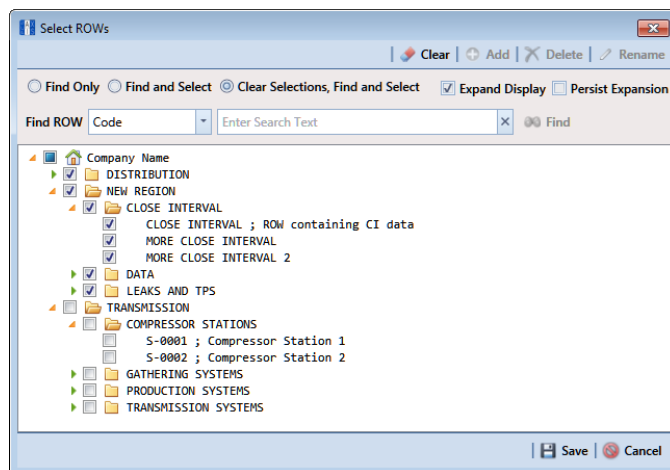 Select ROWs
Clear Add Delete Rename
Find Only Find and Select Clear Selections, Find and Select Expand Display Persist Expansion
Find ROW Code Enter Search Text Find
Company Name
DISTRIBUTION
NEW REGION
CLOSE INTERVAL
CLOSE INTERVAL ; ROW containing CI data
MORE CLOSE INTERVAL
MORE CLOSE INTERVAL 2
DATA
LEAKS AND TPS
TRANSMISSION
COMPRESSOR STATIONS
S-0001 ; Compressor Station 1
S-0002 ; Compressor Station 2
GATHERING SYSTEMS
PRODUCTION SYSTEMS
TRANSMISSION SYSTEMS
Save Cancel